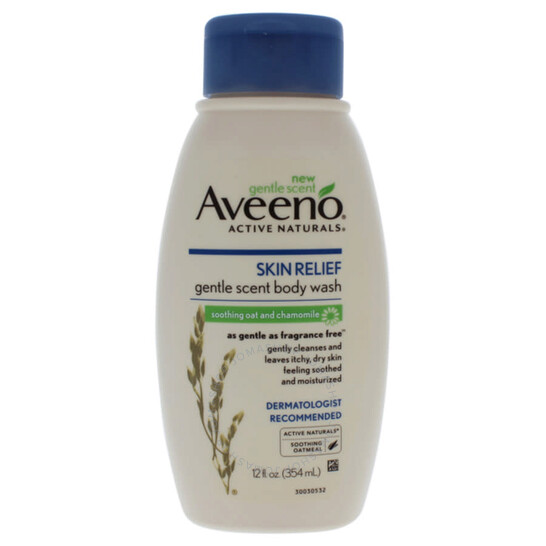 new
gentle scent
Aveeno®
ACTIVE NATURALS®
SKIN RELIEF
gentle scent body wash
soothing oat and chamomile
as gentle as fragrance free™
gently cleanses and
leaves itchy, dry skin
feeling soothed
and moisturized
DERMATOLOGIST
RECOMMENDED
ACTIVE NATURALS®
SOOTHING
OATMEAL
12 fl. oz. (354 mL)
30030532